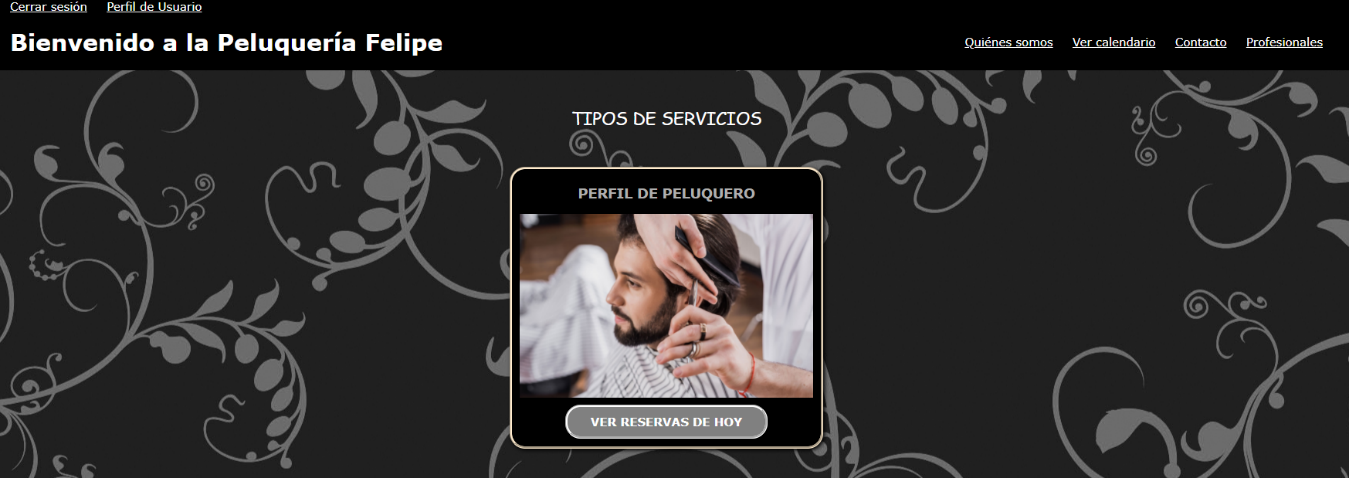 Cerrar sesión Perfil de Usuario
Bienvenido a la Peluquería Felipe
Quiénes somos Ver calendario Contacto Profesionales
TIPOS DE SERVICIOS
PERFIL DE PELUQUERO
VER RESERVAS DE HOY